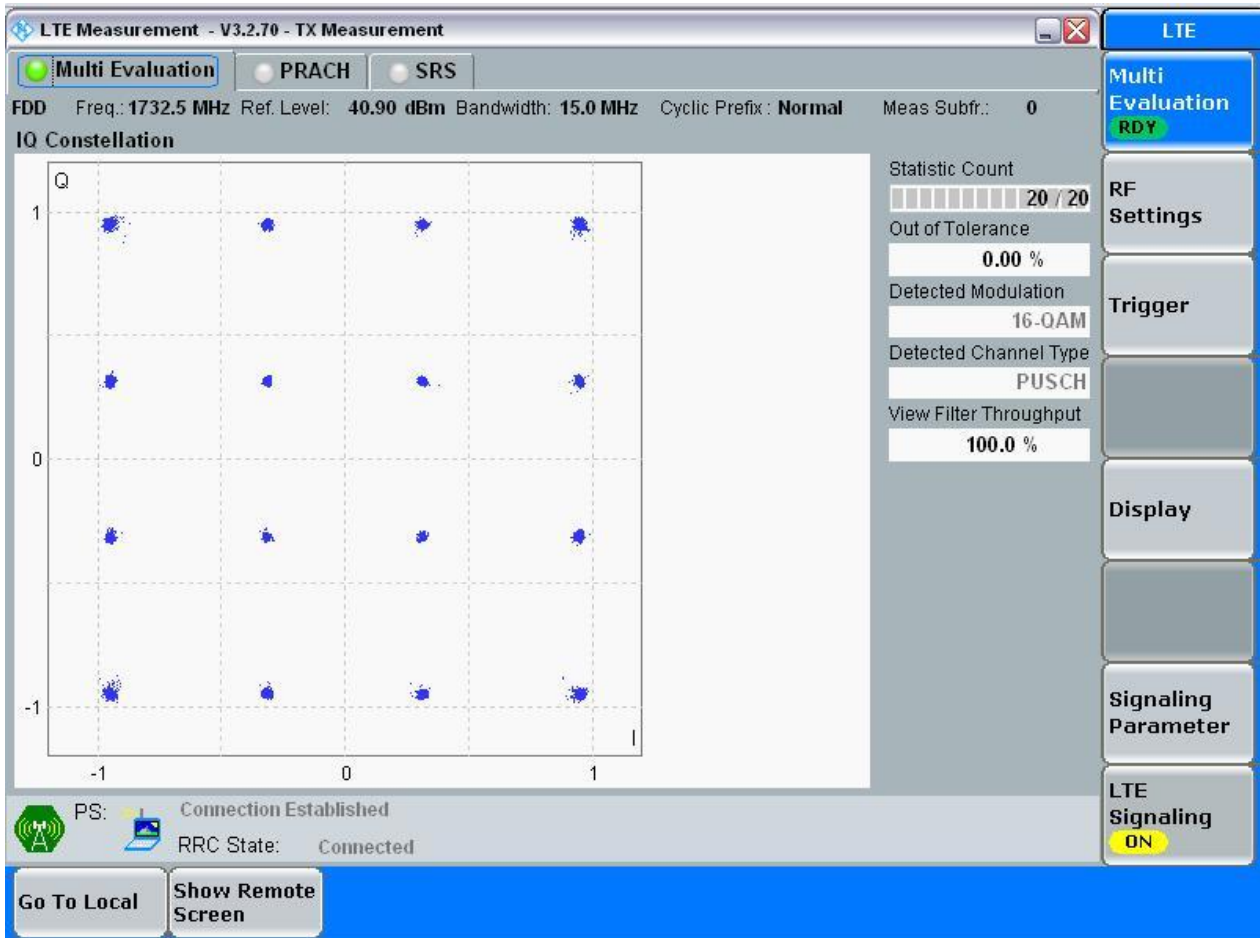 LTE Measurement - V3.2.70 - TX Measurement
LTE
Multi Evaluation PRACH SRS
FDD Freq.: 1732.5 MHz Ref. Level: 40.90 dBm Bandwidth: 15.0 MHz Cyclic Prefix : Normal Meas Subfr.: 0
IQ Constellation
Q
1
0
-1
I
-1 0 1
Statistic Count
20 / 20
Out of Tolerance
0.00 %
Detected Modulation
16-QAM
Detected Channel Type
PUSCH
View Filter Throughput
100.0 %
Multi
Evaluation
RDY
RF
Settings
Trigger
Display
Signaling
Parameter
LTE
Signaling
ON
PS: Connection Established
RRC State: Connected
Go To Local
Show Remote
Screen